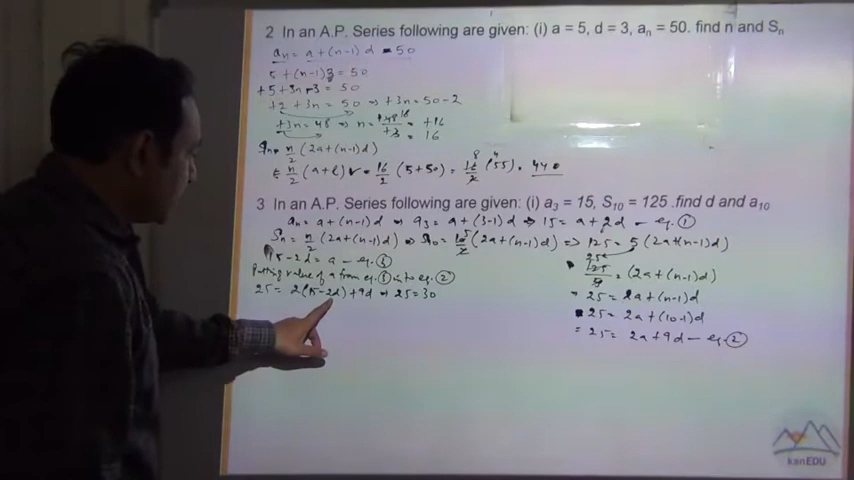 2 In an A.P. Series following are given: (i) a = 5, d = 3, aₙ = 50. find n and Sₙ
aₙ = a + (n-1) d = 50
5 + (n-1) 3 = 50
+5 + 3n - 3 = 50
+2 + 3n = 50 ⇒ +3n = 50 - 2
+3n = 48 ⇒ n = +48/+3 = +16
= 16
Sₙ = n/2 (2a + (n-1) d)
= n/2 (a + l) ✓ = 16/2 (5 + 50) = 16/2 (55) = 440
3 In an A.P. Series following are given: (i) a₃ = 15, S₁₀ = 125 .find d and a₁₀
aₙ = a + (n-1) d ⇒ a₃ = a + (3-1) d ⇒ 15 = a + 2d - eq. ①
Sₙ = n/2 (2a + (n-1) d) ⇒ S₁₀ = 10/2 (2a + (n-1) d) ⇒ 125 = 5 (2a + (n-1) d)
15 - 2d = a - eq. ③
Putting value of a from eq. ③ into eq. ②
25 = 2(15 - 2d) + 9d ⇒ 25 = 30
125/5 = (2a + (n-1) d)
= 25 = 2a + (n-1) d
= 25 = 2a + (10-1) d
= 25 = 2a + 9d - eq. ②
kanEDU